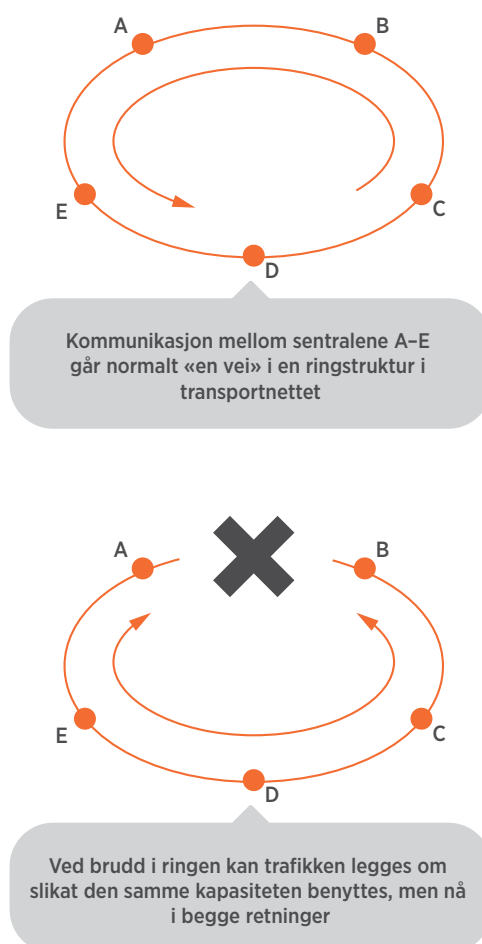 A
B
E
C
D
Kommunikasjon mellom sentralene A–E
går normalt «en vei» i en ringstruktur i
transportnettet
A
B
E
C
D
Ved brudd i ringen kan trafikken legges om
slikat den samme kapasiteten benyttes, men nå
i begge retninger